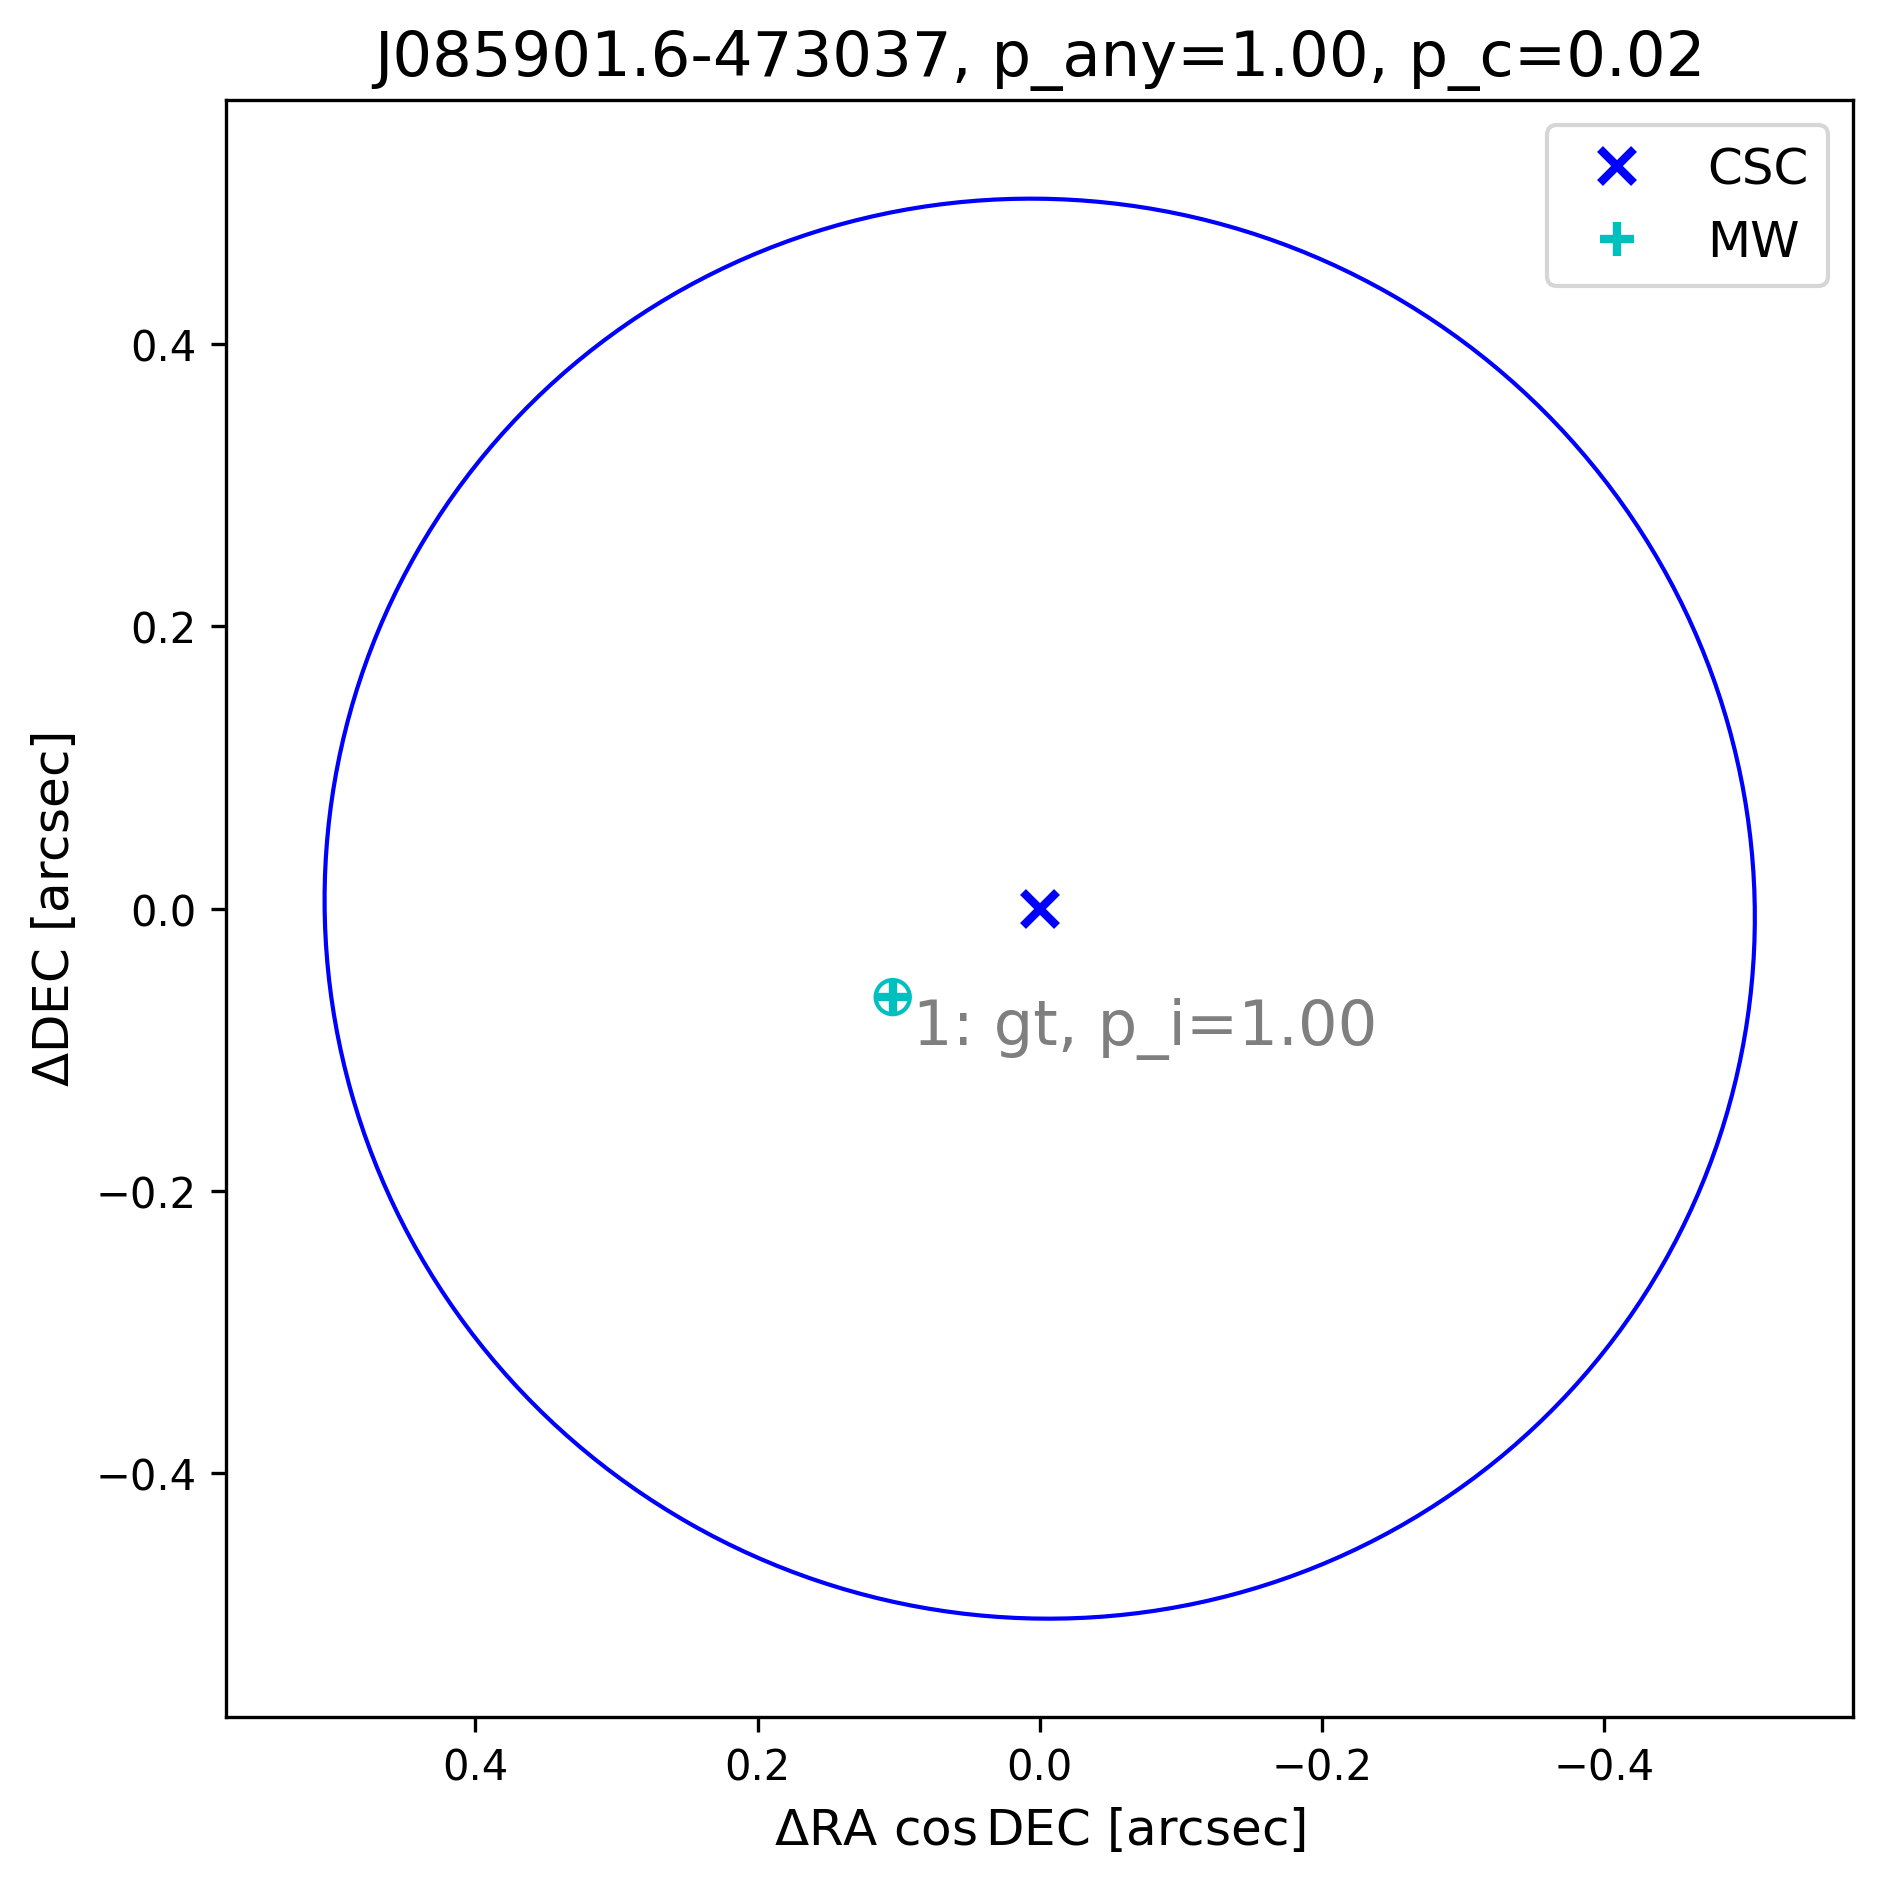 J085901.6-473037, p_any=1.00, p_c=0.02
CSC
MW
0.4
0.2
0.0
−0.2
−0.4
ΔDEC [arcsec]
1: gt, p_i=1.00
0.4
0.2
0.0
−0.2
−0.4
ΔRA cos DEC [arcsec]